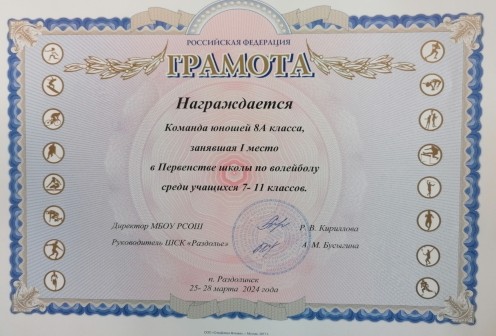 РОССИЙСКАЯ ФЕДЕРАЦИЯ
ГРАМОТА
Награждается
Команда юношей 8А класса,
занявшая I место
в Первенстве школы по волейболу
среди учащихся 7- 11 классов.
Директор МБОУ РСОШ Р. В. Кириллова
Руководитель ШСК «Раздолье» А. М. Бусыгина
п. Раздолинск
25- 28 марта 2024 года